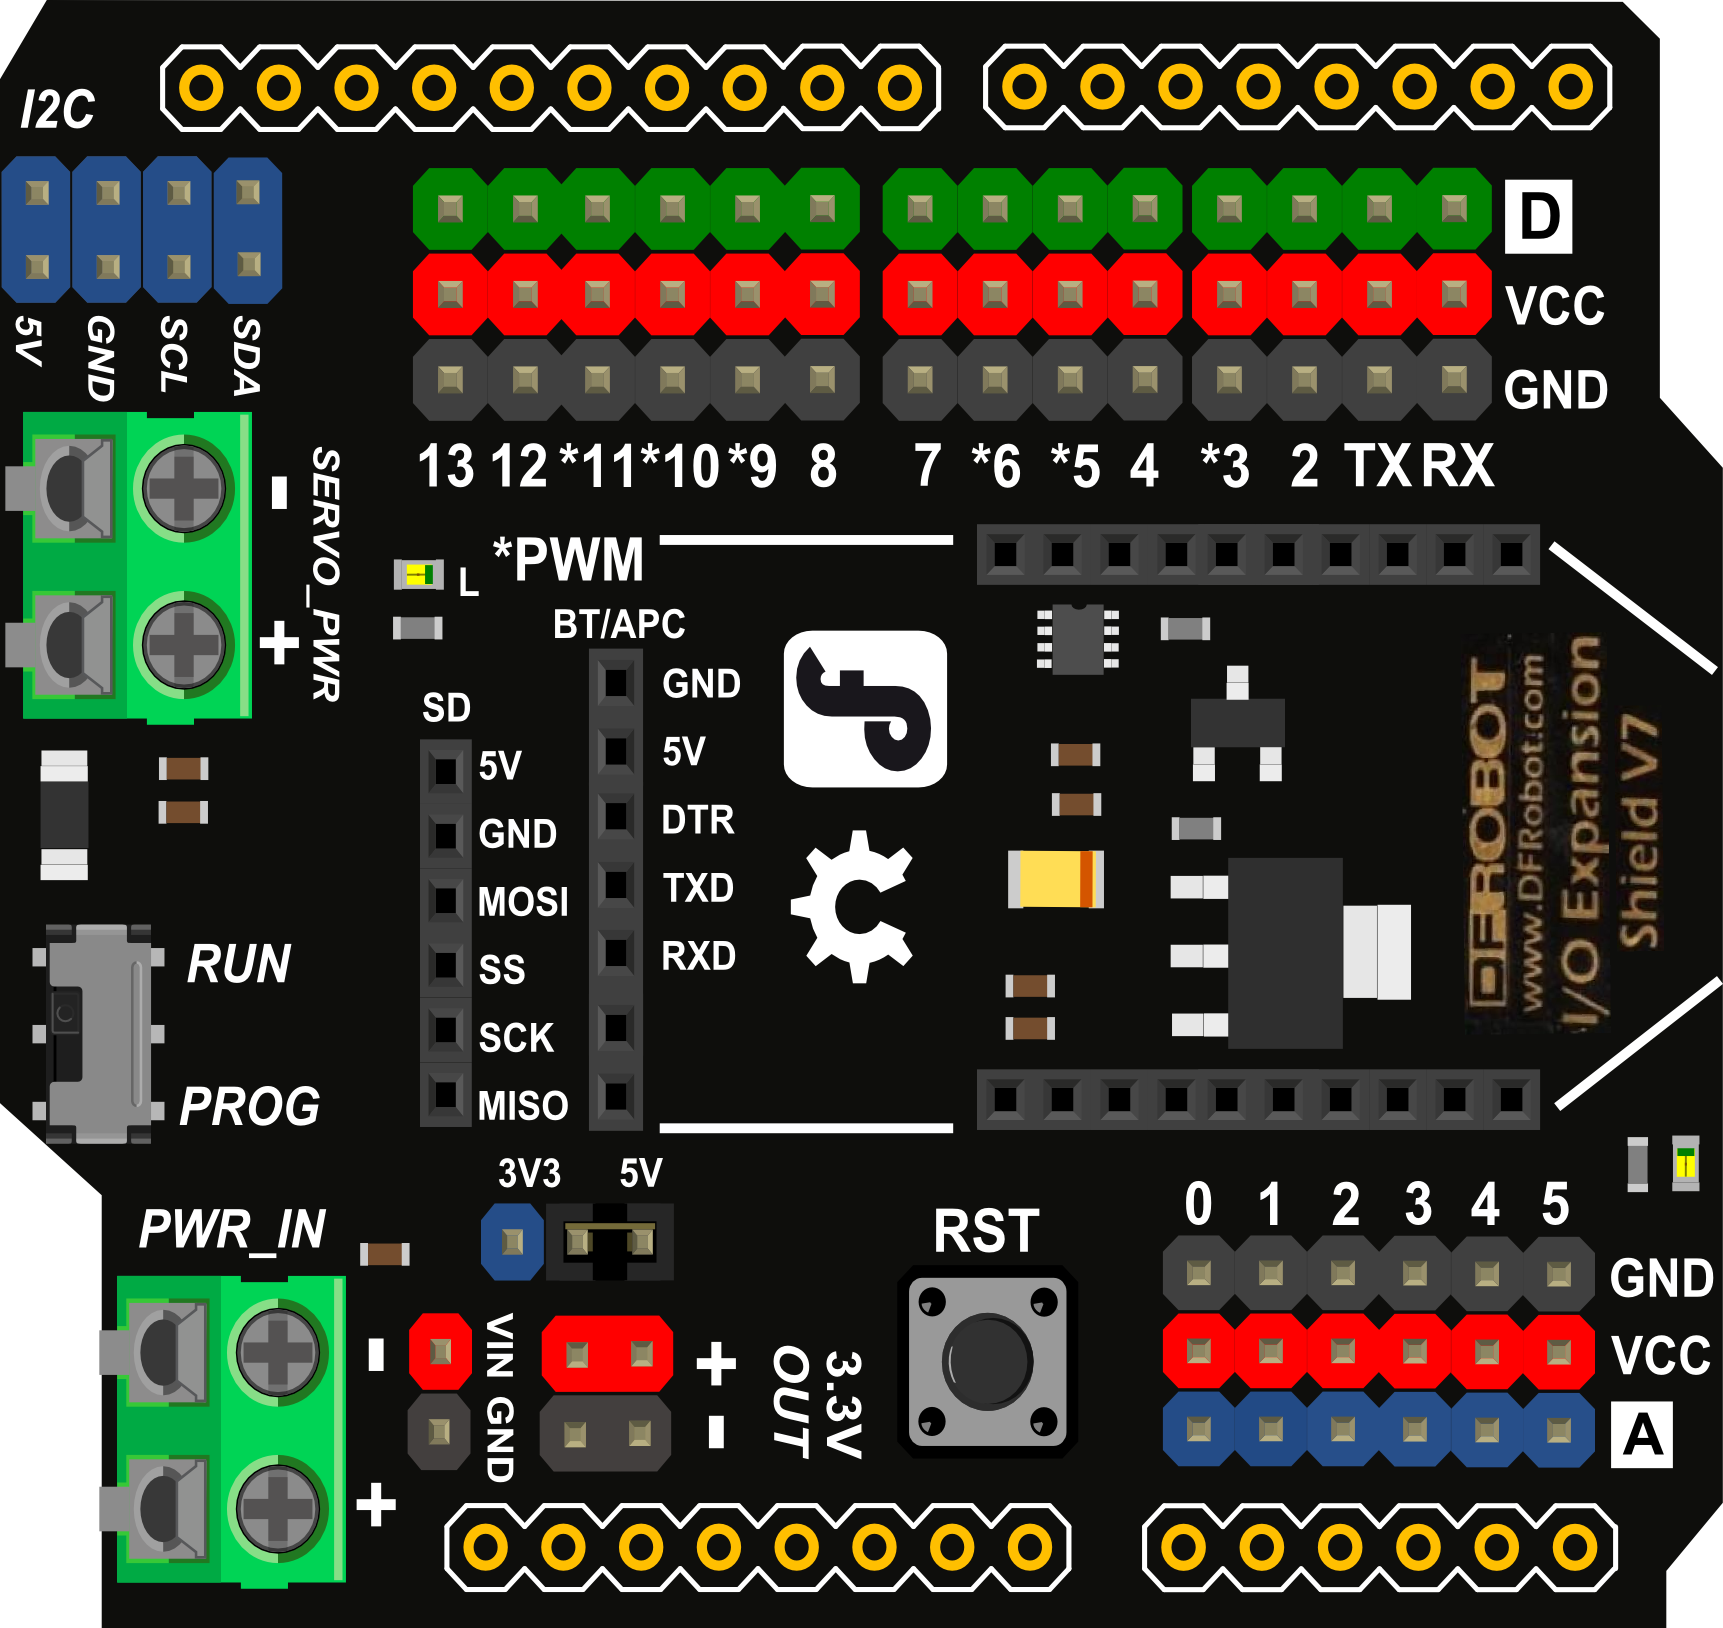 I2C
5V GND SCL SDA
D
VCC
GND
13 12 *11 *10 *9 8 7 *6 *5 4 *3 2 TX RX
- SERVO_PWR +
*PWM
L
BT/APC
GND
5V
DTR
TXD
RXD
SD
5V
GND
MOSI
SS
SCK
MISO
DFROBOT
www.DFRobot.com
I/O Expansion
Shield V7
RUN
PROG
3V3 5V
PWR_IN
-
+
VIN
GND
+
-
3.3V
OUT
RST
0 1 2 3 4 5
GND
VCC
A